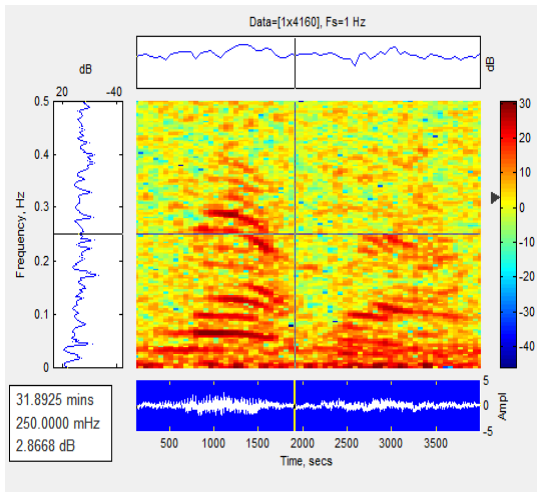 Data=[1x4160], Fs=1 Hz
dB
dB
20
-40
0.5
0.4
0.3
0.2
0.1
0
Frequency, Hz
30
20
10
0
-10
-20
-30
-40
31.8925 mins
250.0000 mHz
2.8668 dB
5
0
-5
Ampl
500 1000 1500 2000 2500 3000 3500
Time, secs